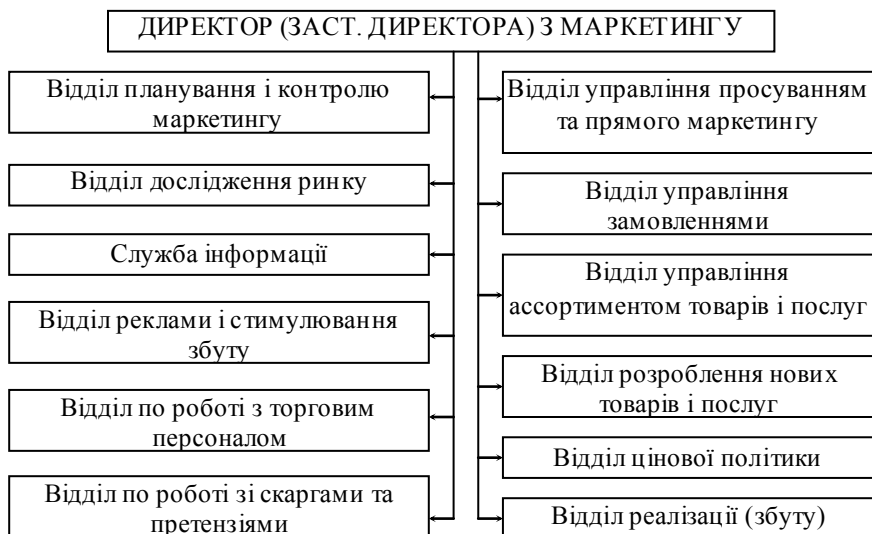 ДИРЕКТОР (ЗАСТ. ДИРЕКТОРА) З МАРКЕТИНГУ
Відділ планування і контролю
маркетингу
Відділ дослідження ринку
Служба інформації
Відділ реклами і стимулювання
збуту
Відділ по роботі з торговим
персоналом
Відділ по роботі зі скаргами та
претензіями
Відділ управління просуванням
та прямого маркетингу
Відділ управління
замовленнями
Відділ управління
ассортиментом товарів і послуг
Відділ розроблення нових
товарів і послуг
Відділ цінової політики
Відділ реалізації (збуту)